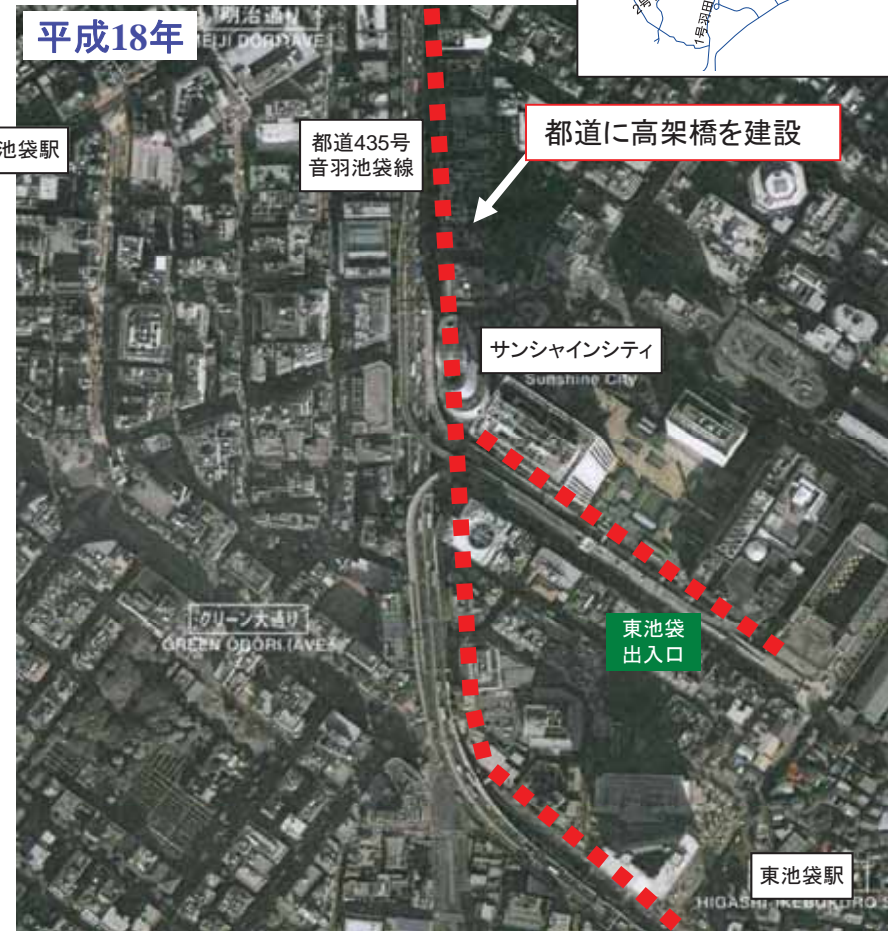 明治通り
MEIJI DORI (AVE
平成18年
2号
1号羽田
都道に高架橋を建設
池袋駅
都道435号
音羽池袋線
サンシャインシティ
Sunshine City
グリーン大通り
GREEN ODORI (AVE
東池袋
出入口
東池袋駅
HIGASHI-IKEBUKURO S